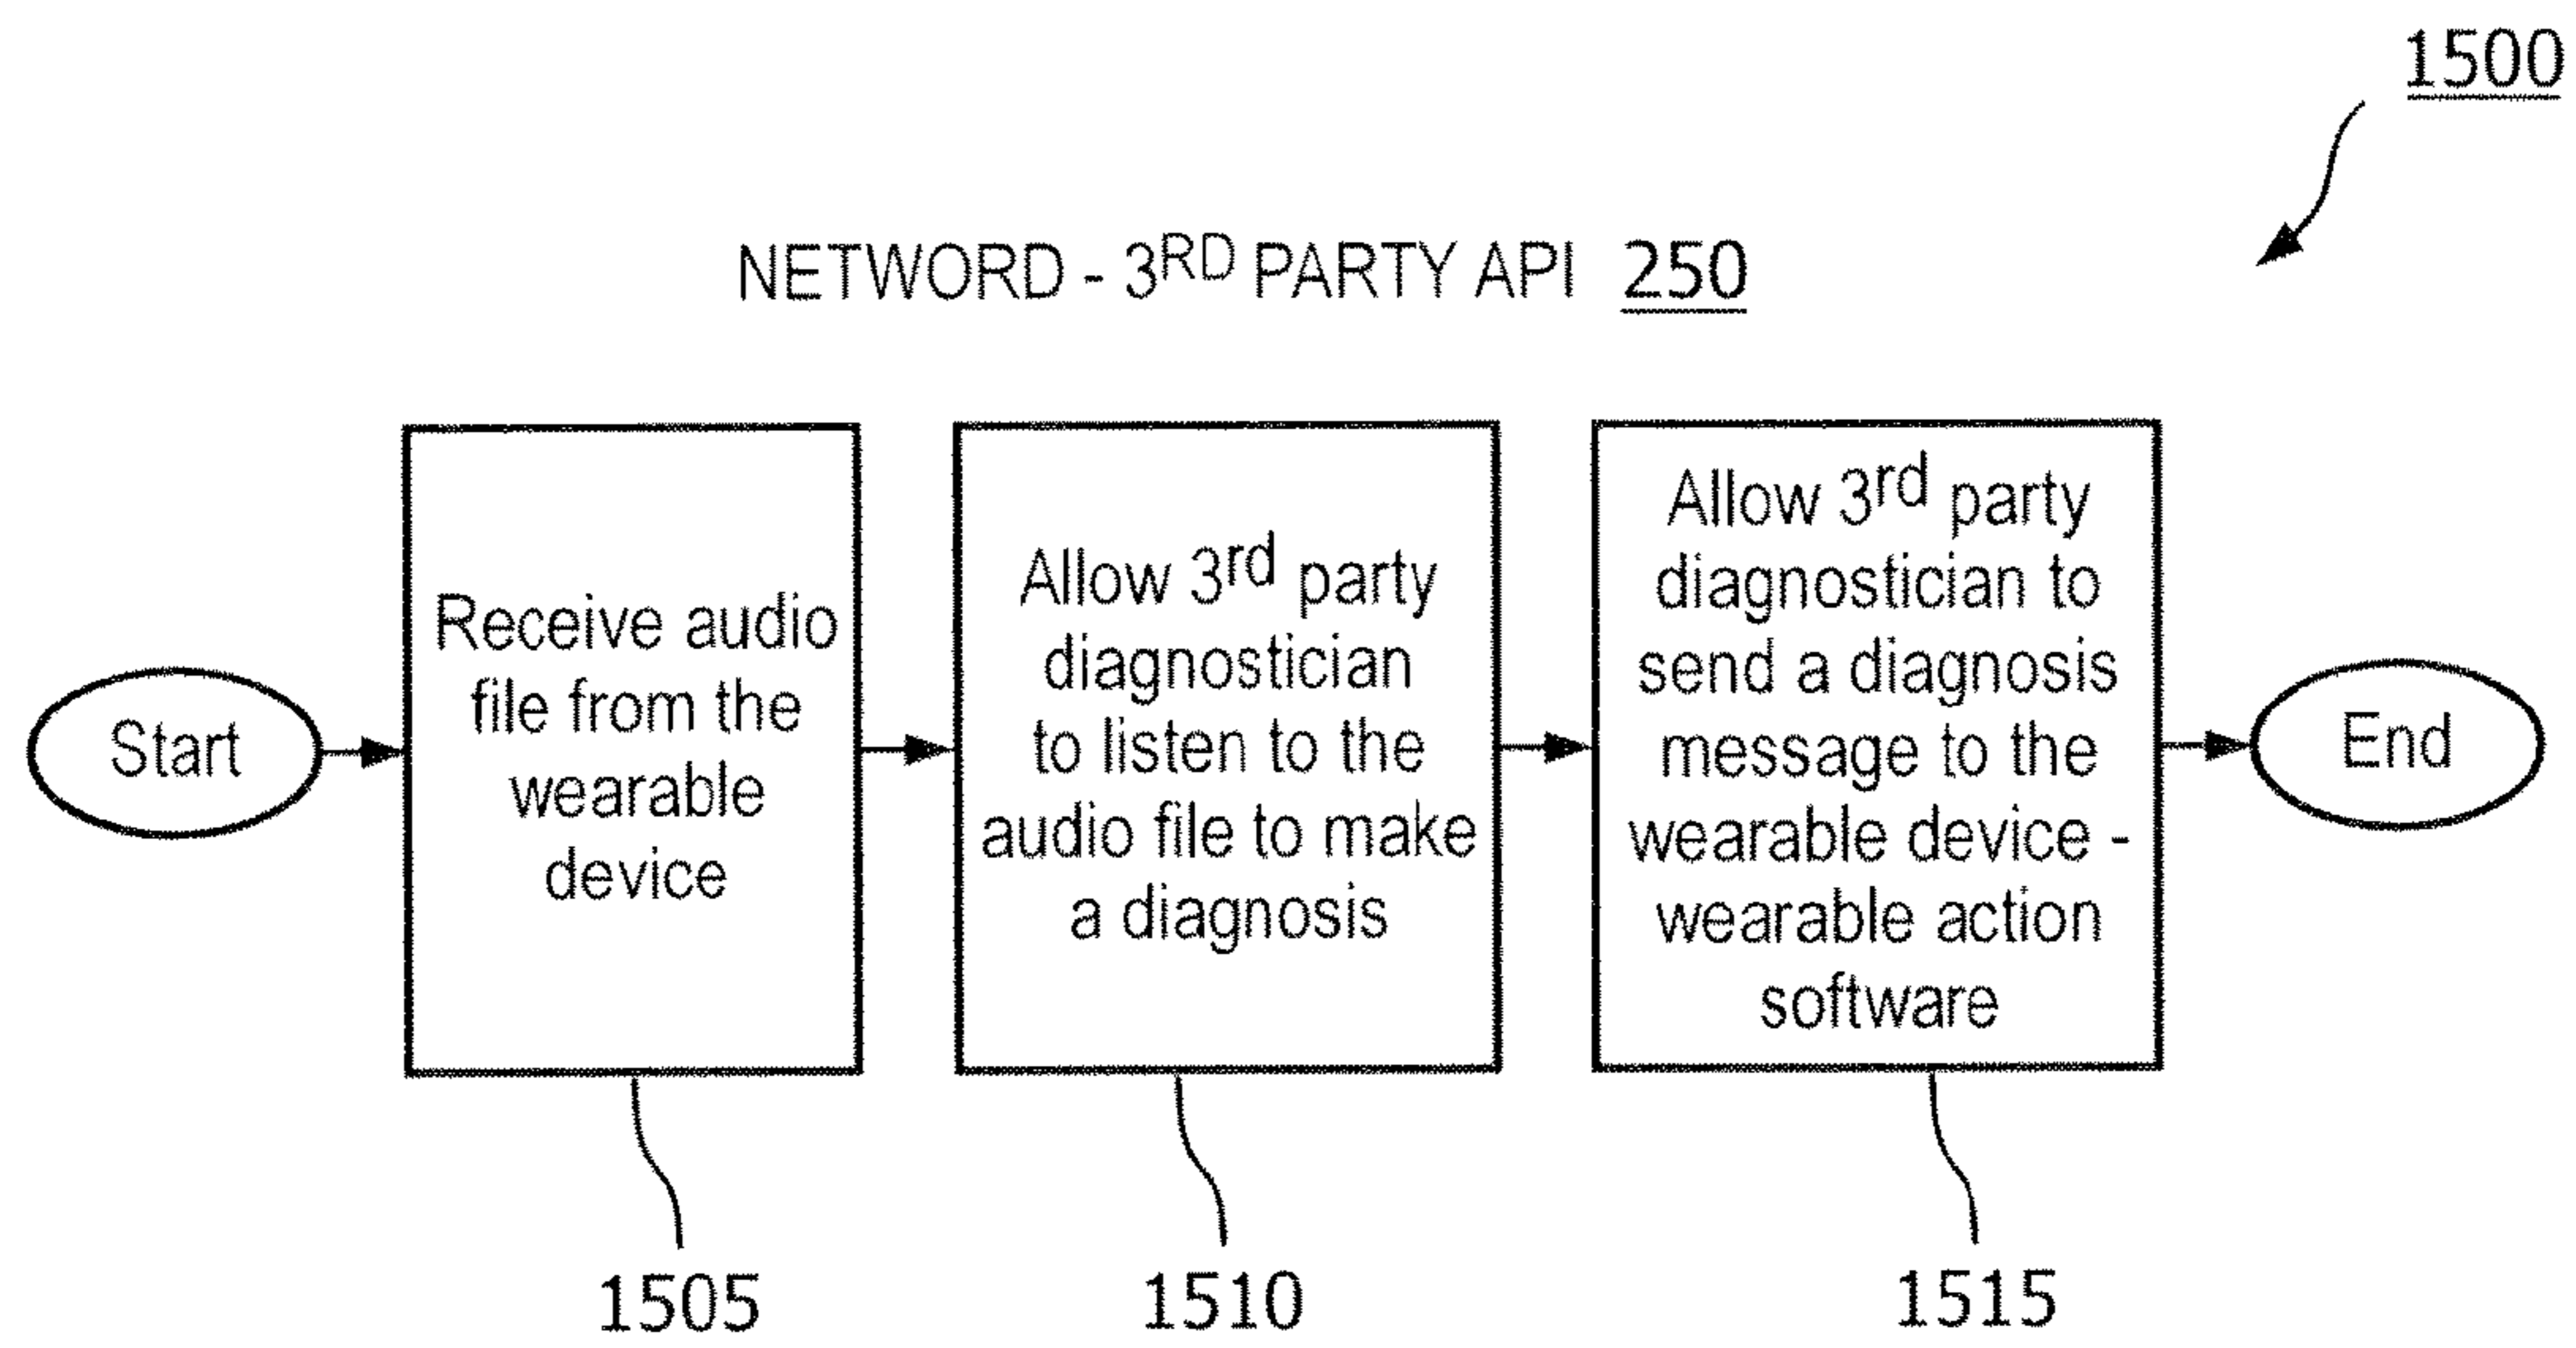 1500
NETWORD - 3RD PARTY API 250
Start
Receive audio
file from the
wearable
device
Allow 3rd party
diagnostician
to listen to the
audio file to make
a diagnosis
Allow 3rd party
diagnostician to
send a diagnosis
message to the
wearable device -
wearable action
software
End
1505
1510
1515